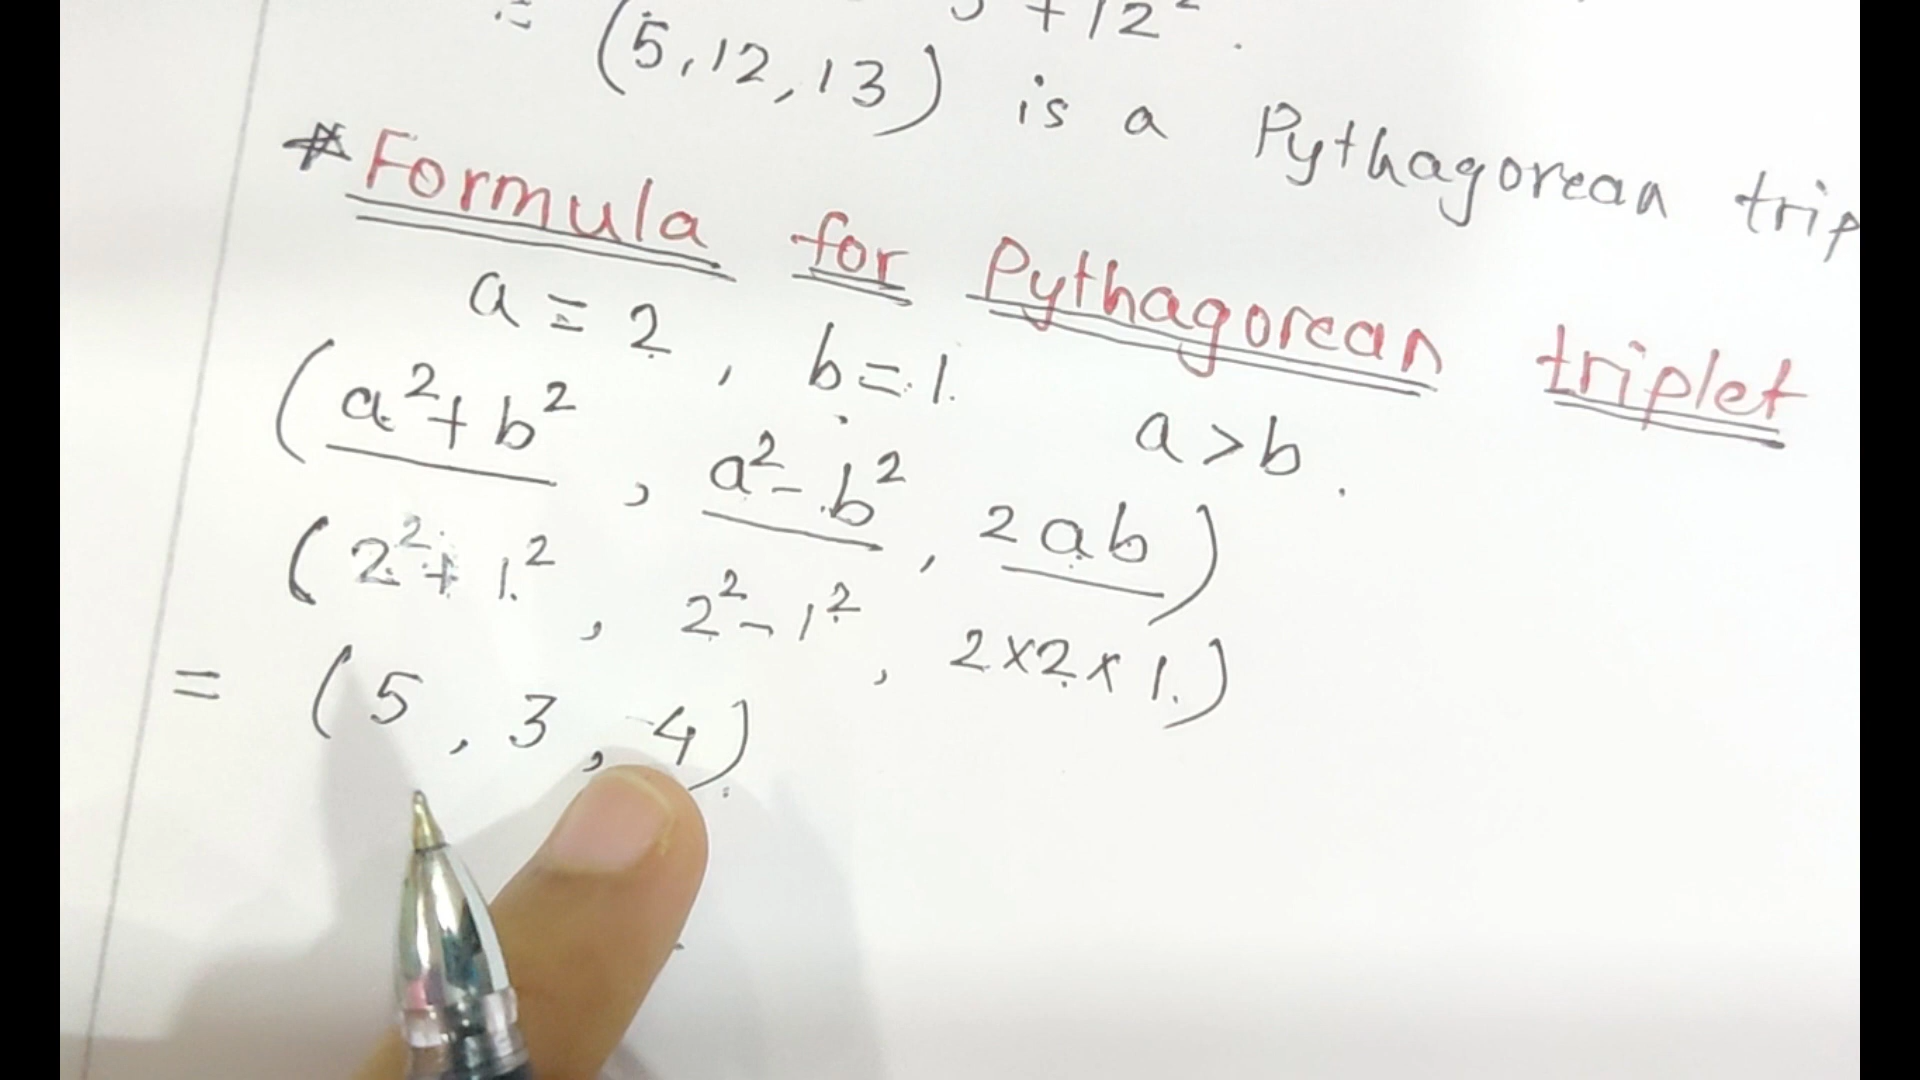 + 12².
∴ (5, 12, 13) is a Pythagorean trip
* Formula for Pythagorean triplet
a = 2, b = 1. a > b.
(a² + b², a² - b², 2ab)
(2² + 1², 2² - 1², 2 × 2 × 1.)
= (5, 3, 4)